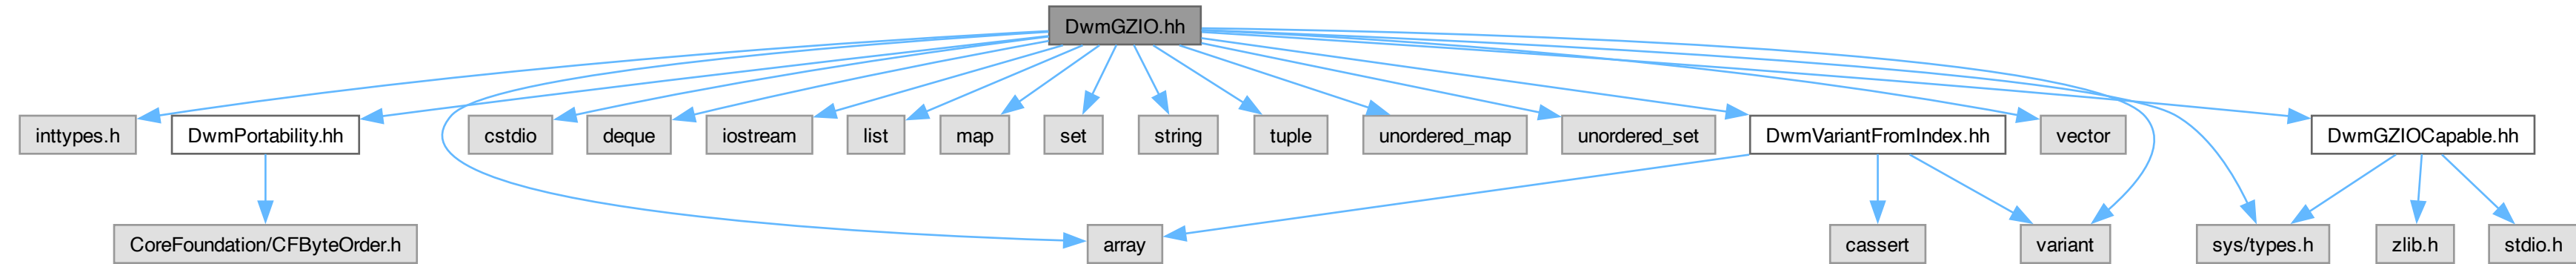 DwmGZIO.hh
inttypes.h
DwmPortability.hh
cstdio
deque
iostream
list
map
set
string
tuple
unordered_map
unordered_set
DwmVariantFromIndex.hh
vector
DwmGZIOCapable.hh
CoreFoundation/CFByteOrder.h
array
cassert
variant
sys/types.h
zlib.h
stdio.h